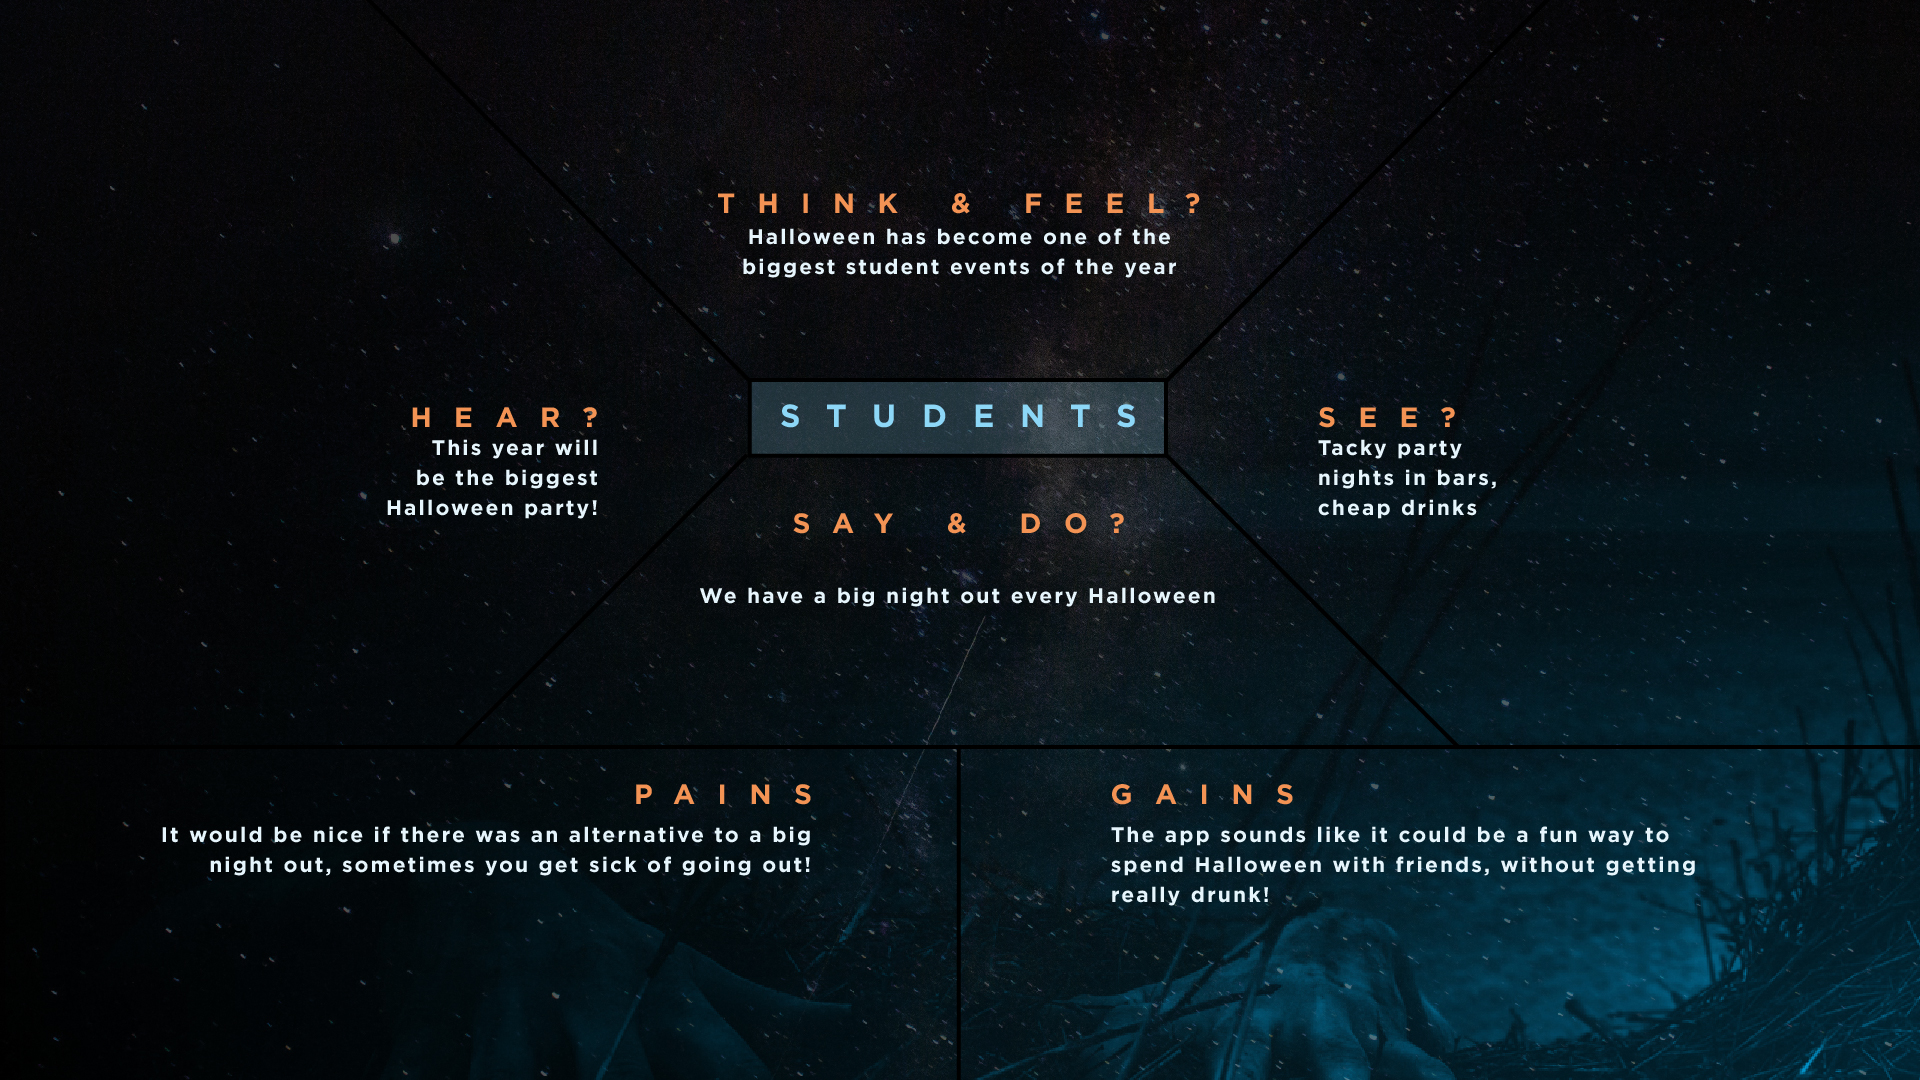 THINK & FEEL?
Halloween has become one of the
biggest student events of the year
HEAR?
This year will
be the biggest
Halloween party!
STUDENTS
SEE?
Tacky party
nights in bars,
cheap drinks
SAY & DO?
We have a big night out every Halloween
PAINS
It would be nice if there was an alternative to a big
night out, sometimes you get sick of going out!
GAINS
The app sounds like it could be a fun way to
spend Halloween with friends, without getting
really drunk!